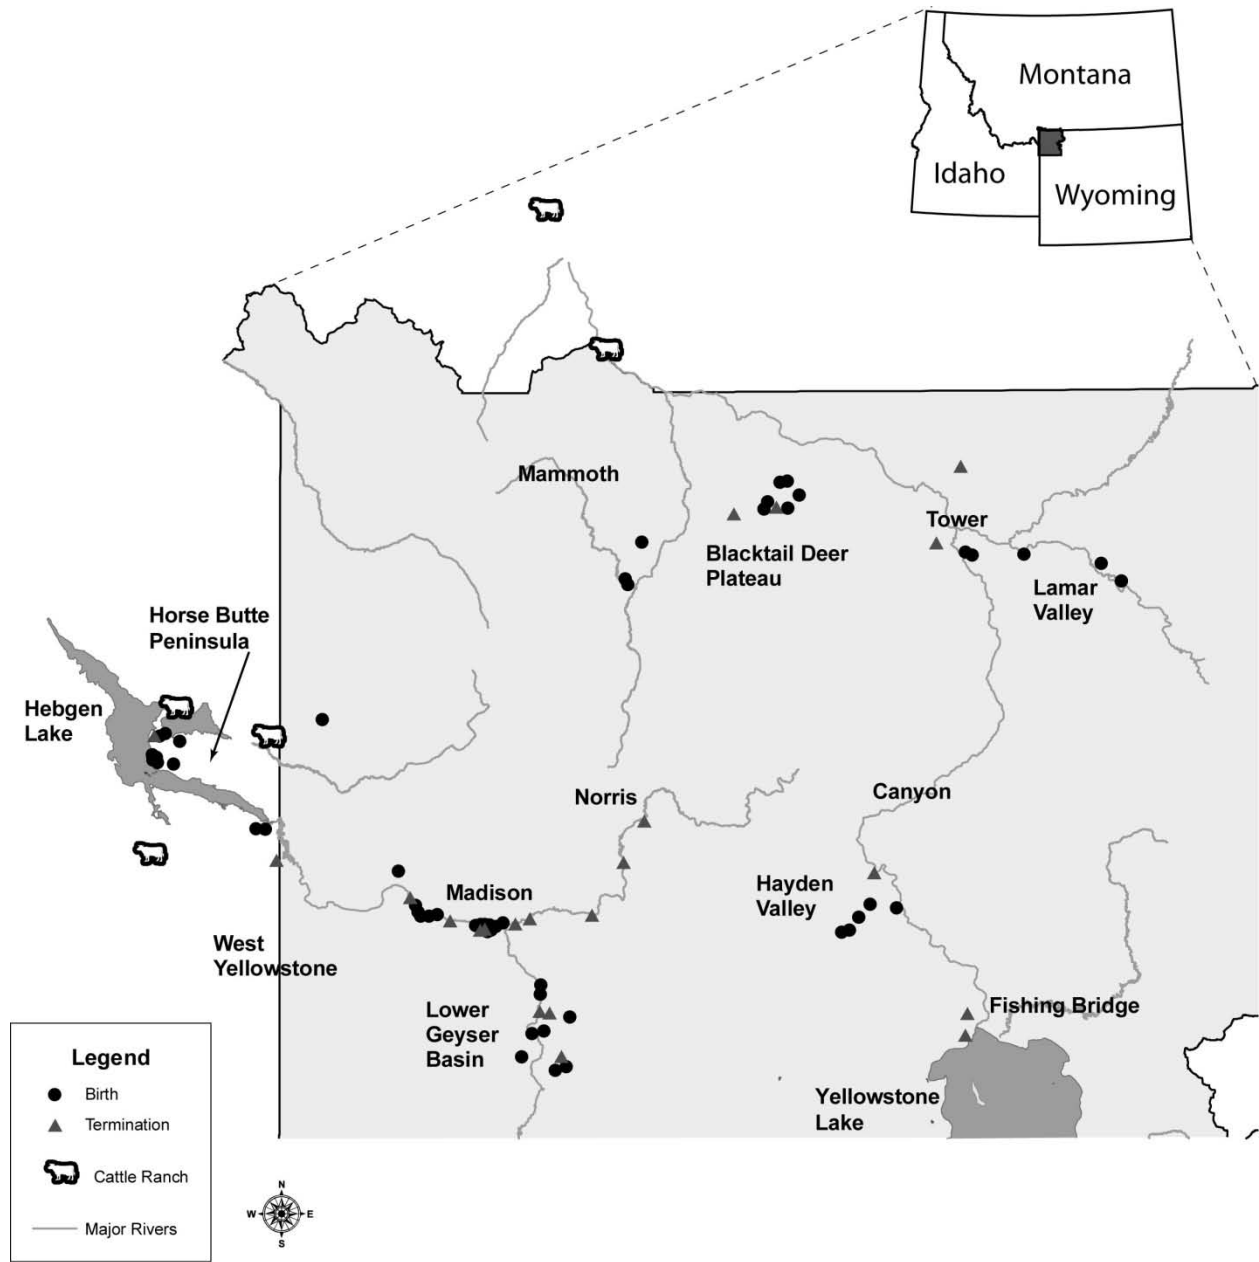 Montana
Idaho
Wyoming
Mammoth
Tower
Blacktail Deer
Plateau
Lamar
Valley
Horse Butte
Peninsula
Hebgen
Lake
Norris
Canyon
Madison
Hayden
Valley
West
Yellowstone
Lower
Geyser
Basin
Fishing Bridge
Yellowstone
Lake
Legend
Birth
Termination
Cattle Ranch
Major Rivers
N
W
E
S